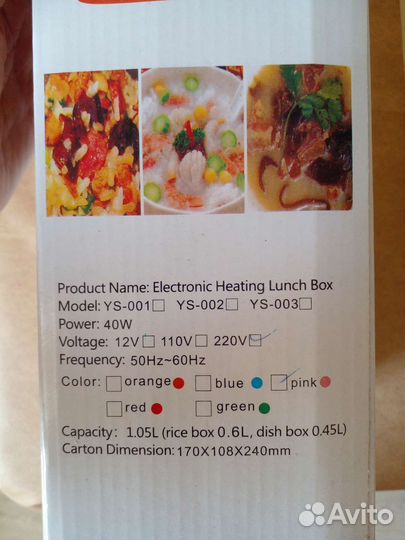 Product Name: Electronic Heating Lunch Box
Model: YS-001☐ YS-002☐ YS-003☐
Power: 40W
Voltage: 12V☐ 110V☐ 220V☑
Frequency: 50Hz~60Hz
Color: ☐orange ☐blue ☑pink
☐red ☐green
Capacity: 1.05L (rice box 0.6L, dish box 0.45L)
Carton Dimension:170X108X240mm
Avito